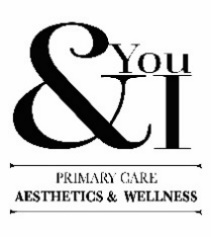 You
& I
PRIMARY CARE
AESTHETICS & WELLNESS